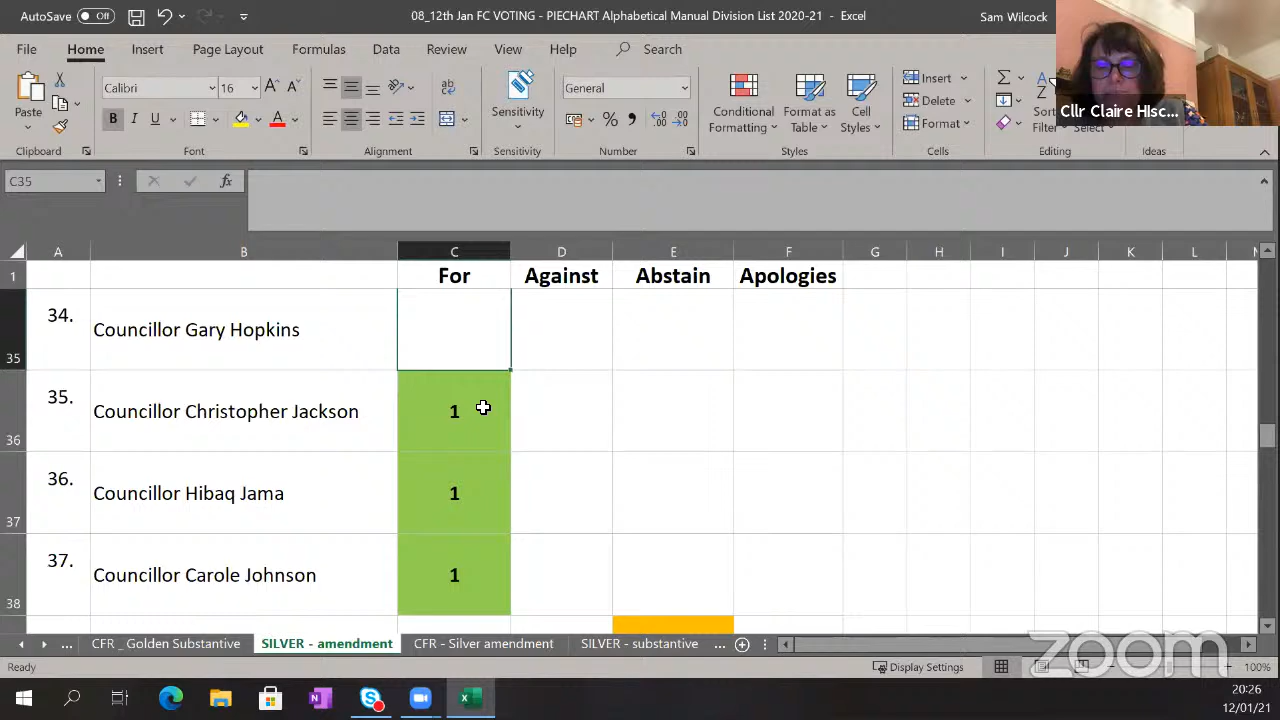 AutoSave Off 08_12th Jan FC VOTING - PIECHART Alphabetical Manual Division List 2020-21 - Excel Sam Wilcock
File Home Insert Page Layout Formulas Data Review View Help Search
Cllr Claire HIsc...
Paste
Calibri 16
B I U
Sensitivity
General
Conditional Formatting
Format as Table
Cell Styles
Insert
Delete
Format
Sort
Filter
Select
Clipboard Font Alignment Sensitivity Number Styles Cells Editing Ideas
C35 fx
A B C D E F G H I J K L
1 For Against Abstain Apologies
34. Councillor Gary Hopkins
35
35. Councillor Christopher Jackson 1
36
36. Councillor Hibaq Jama 1
37
37. Councillor Carole Johnson 1
38
... CFR _ Golden Substantive SILVER - amendment CFR - Silver amendment SILVER - substantive ...
Ready Display Settings 100%
zoom
20:26
12/01/21